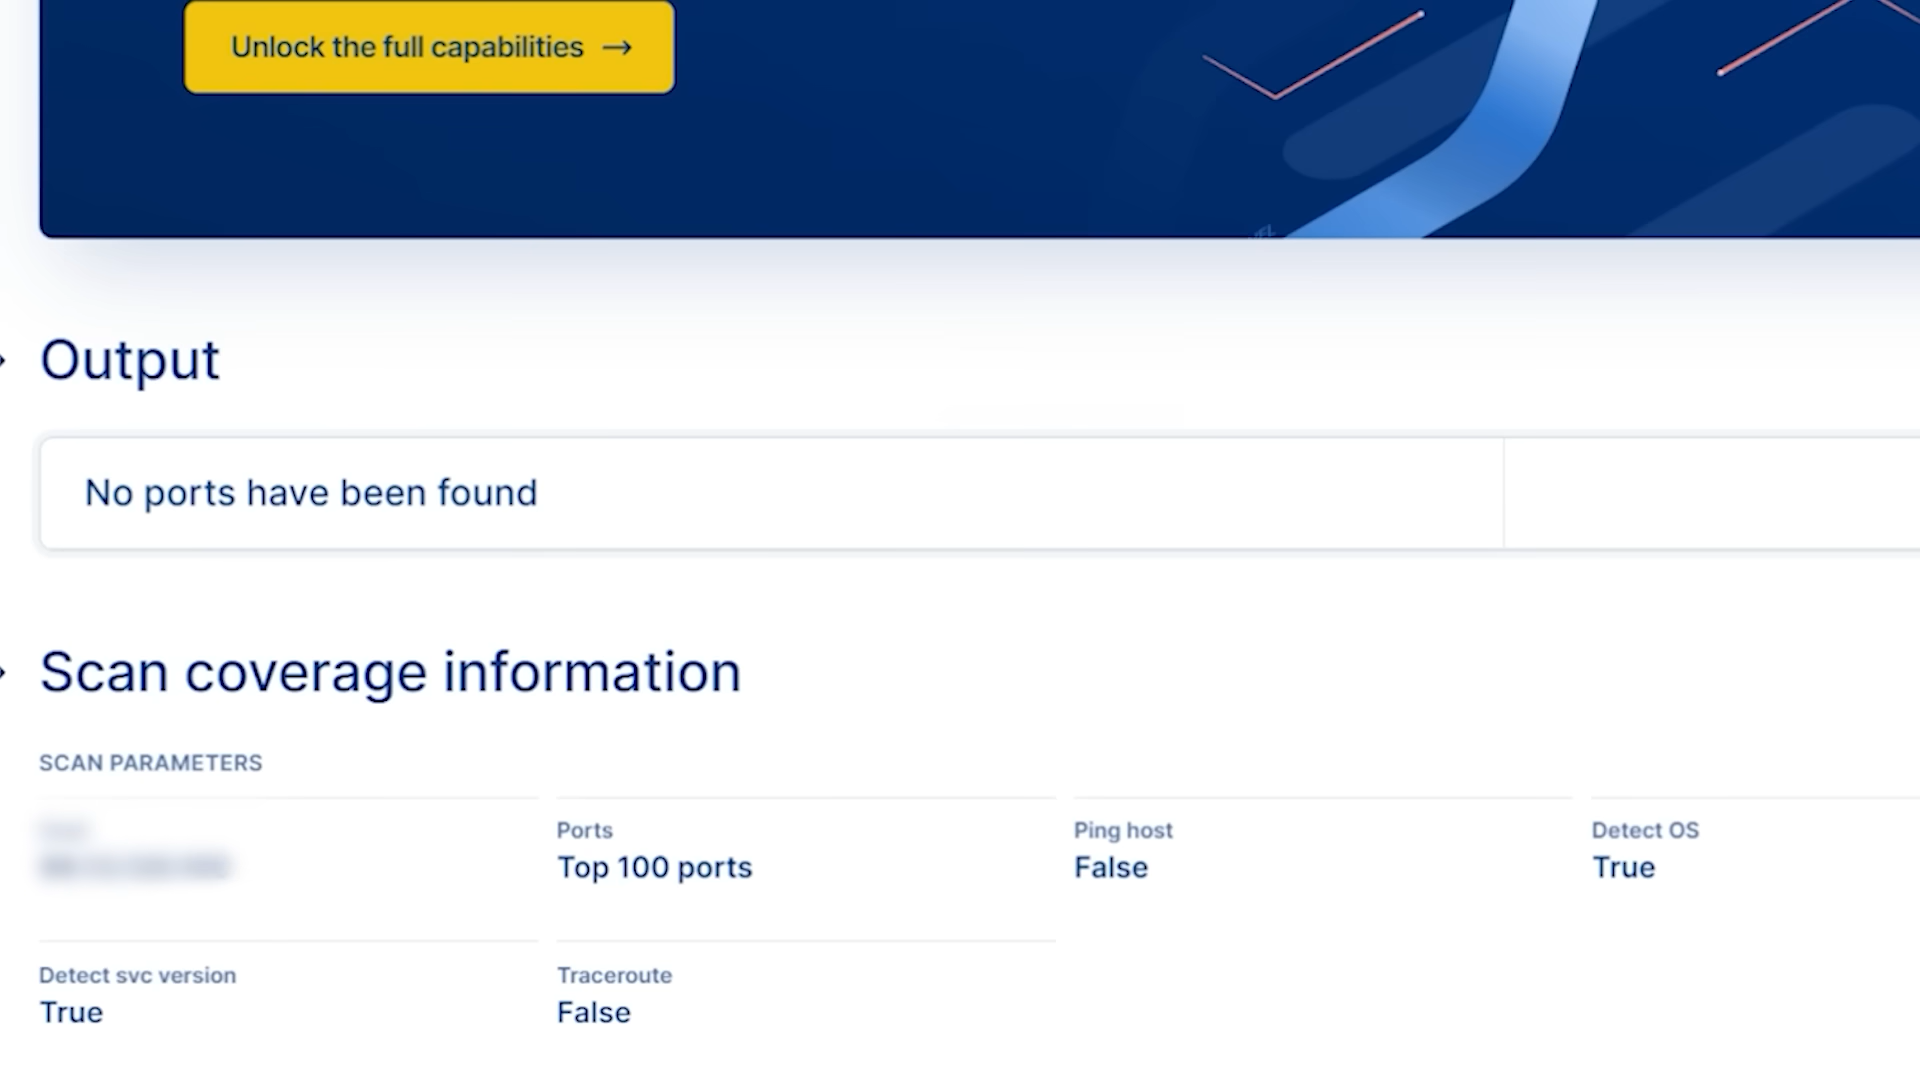 Unlock the full capabilities →
Output
No ports have been found
Scan coverage information
SCAN PARAMETERS
Ports
Top 100 ports
Ping host
False
Detect OS
True
Detect svc version
True
Traceroute
False